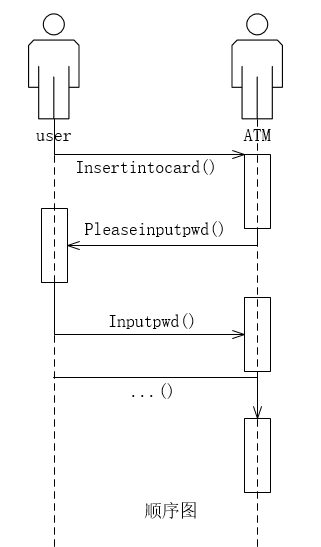 user
ATM
Insertintocard()
Pleaseinputpwd()
Inputpwd()
...()
顺序图